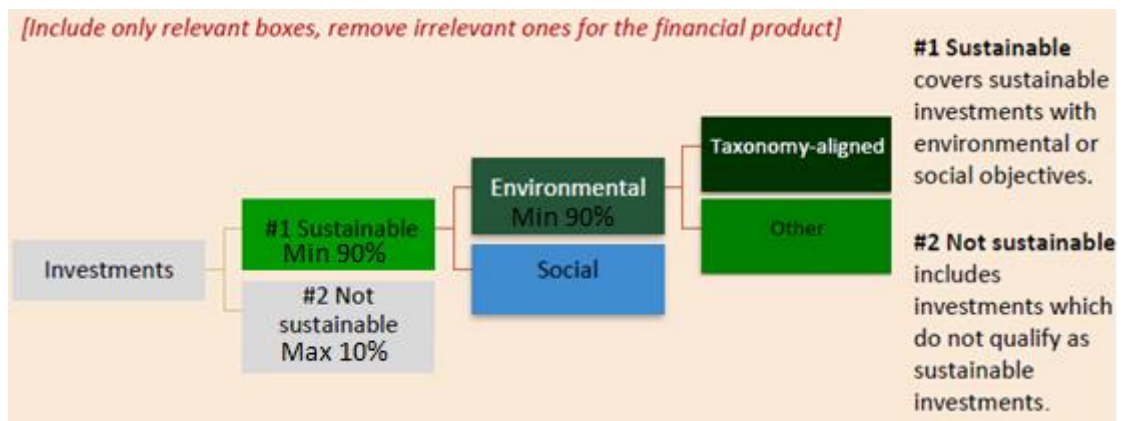 [Include only relevant boxes, remove irrelevant ones for the financial product]
Investments
#1 Sustainable
Min 90%
#2 Not
sustainable
Max 10%
Environmental
Min 90%
Social
Taxonomy-aligned
Other
#1 Sustainable
covers sustainable
investments with
environmental or
social objectives.
#2 Not sustainable
includes
investments which
do not qualify as
sustainable
investments.